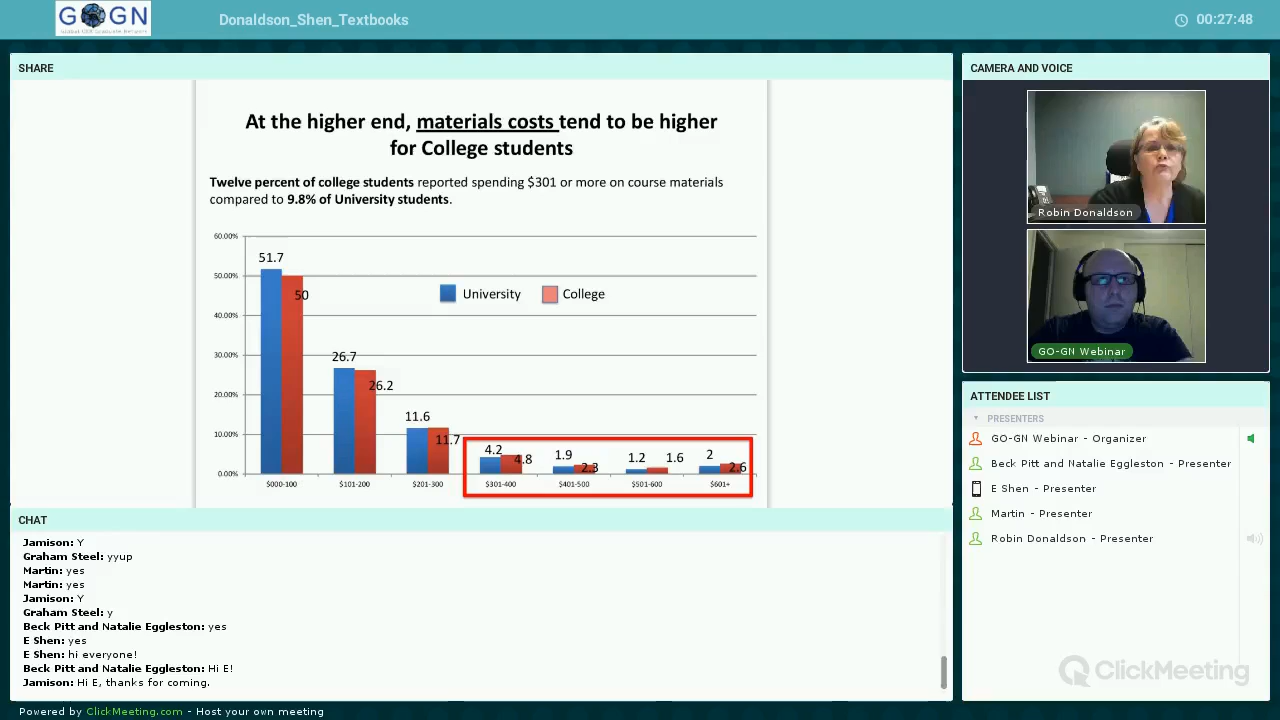 GOGN
Donaldson_Shen_Textbooks
00:27:48
SHARE
At the higher end, materials costs tend to be higher
for College students
Twelve percent of college students reported spending $301 or more on course materials
compared to 9.8% of University students.
60.00%
50.00%
40.00%
30.00%
20.00%
10.00%
0.00%
51.7
50
26.7
26.2
11.6
11.7
4.2
4.8
1.9
2.3
1.2
1.6
2
2.6
University
College
$000-100
$101-200
$201-300
$301-400
$401-500
$501-600
$601+
CHAT
Jamison: Y
Graham Steel: yyup
Martin: yes
Martin: yes
Jamison: Y
Graham Steel: y
Beck Pitt and Natalie Eggleston: yes
E Shen: yes
E Shen: hi everyone!
Beck Pitt and Natalie Eggleston: Hi E!
Jamison: Hi E, thanks for coming.
CAMERA AND VOICE
Robin Donaldson
GO-GN Webinar
ATTENDEE LIST
PRESENTERS
GO-GN Webinar - Organizer
Beck Pitt and Natalie Eggleston - Presenter
E Shen - Presenter
Martin - Presenter
Robin Donaldson - Presenter
ClickMeeting
Powered by ClickMeeting.com - Host your own meeting